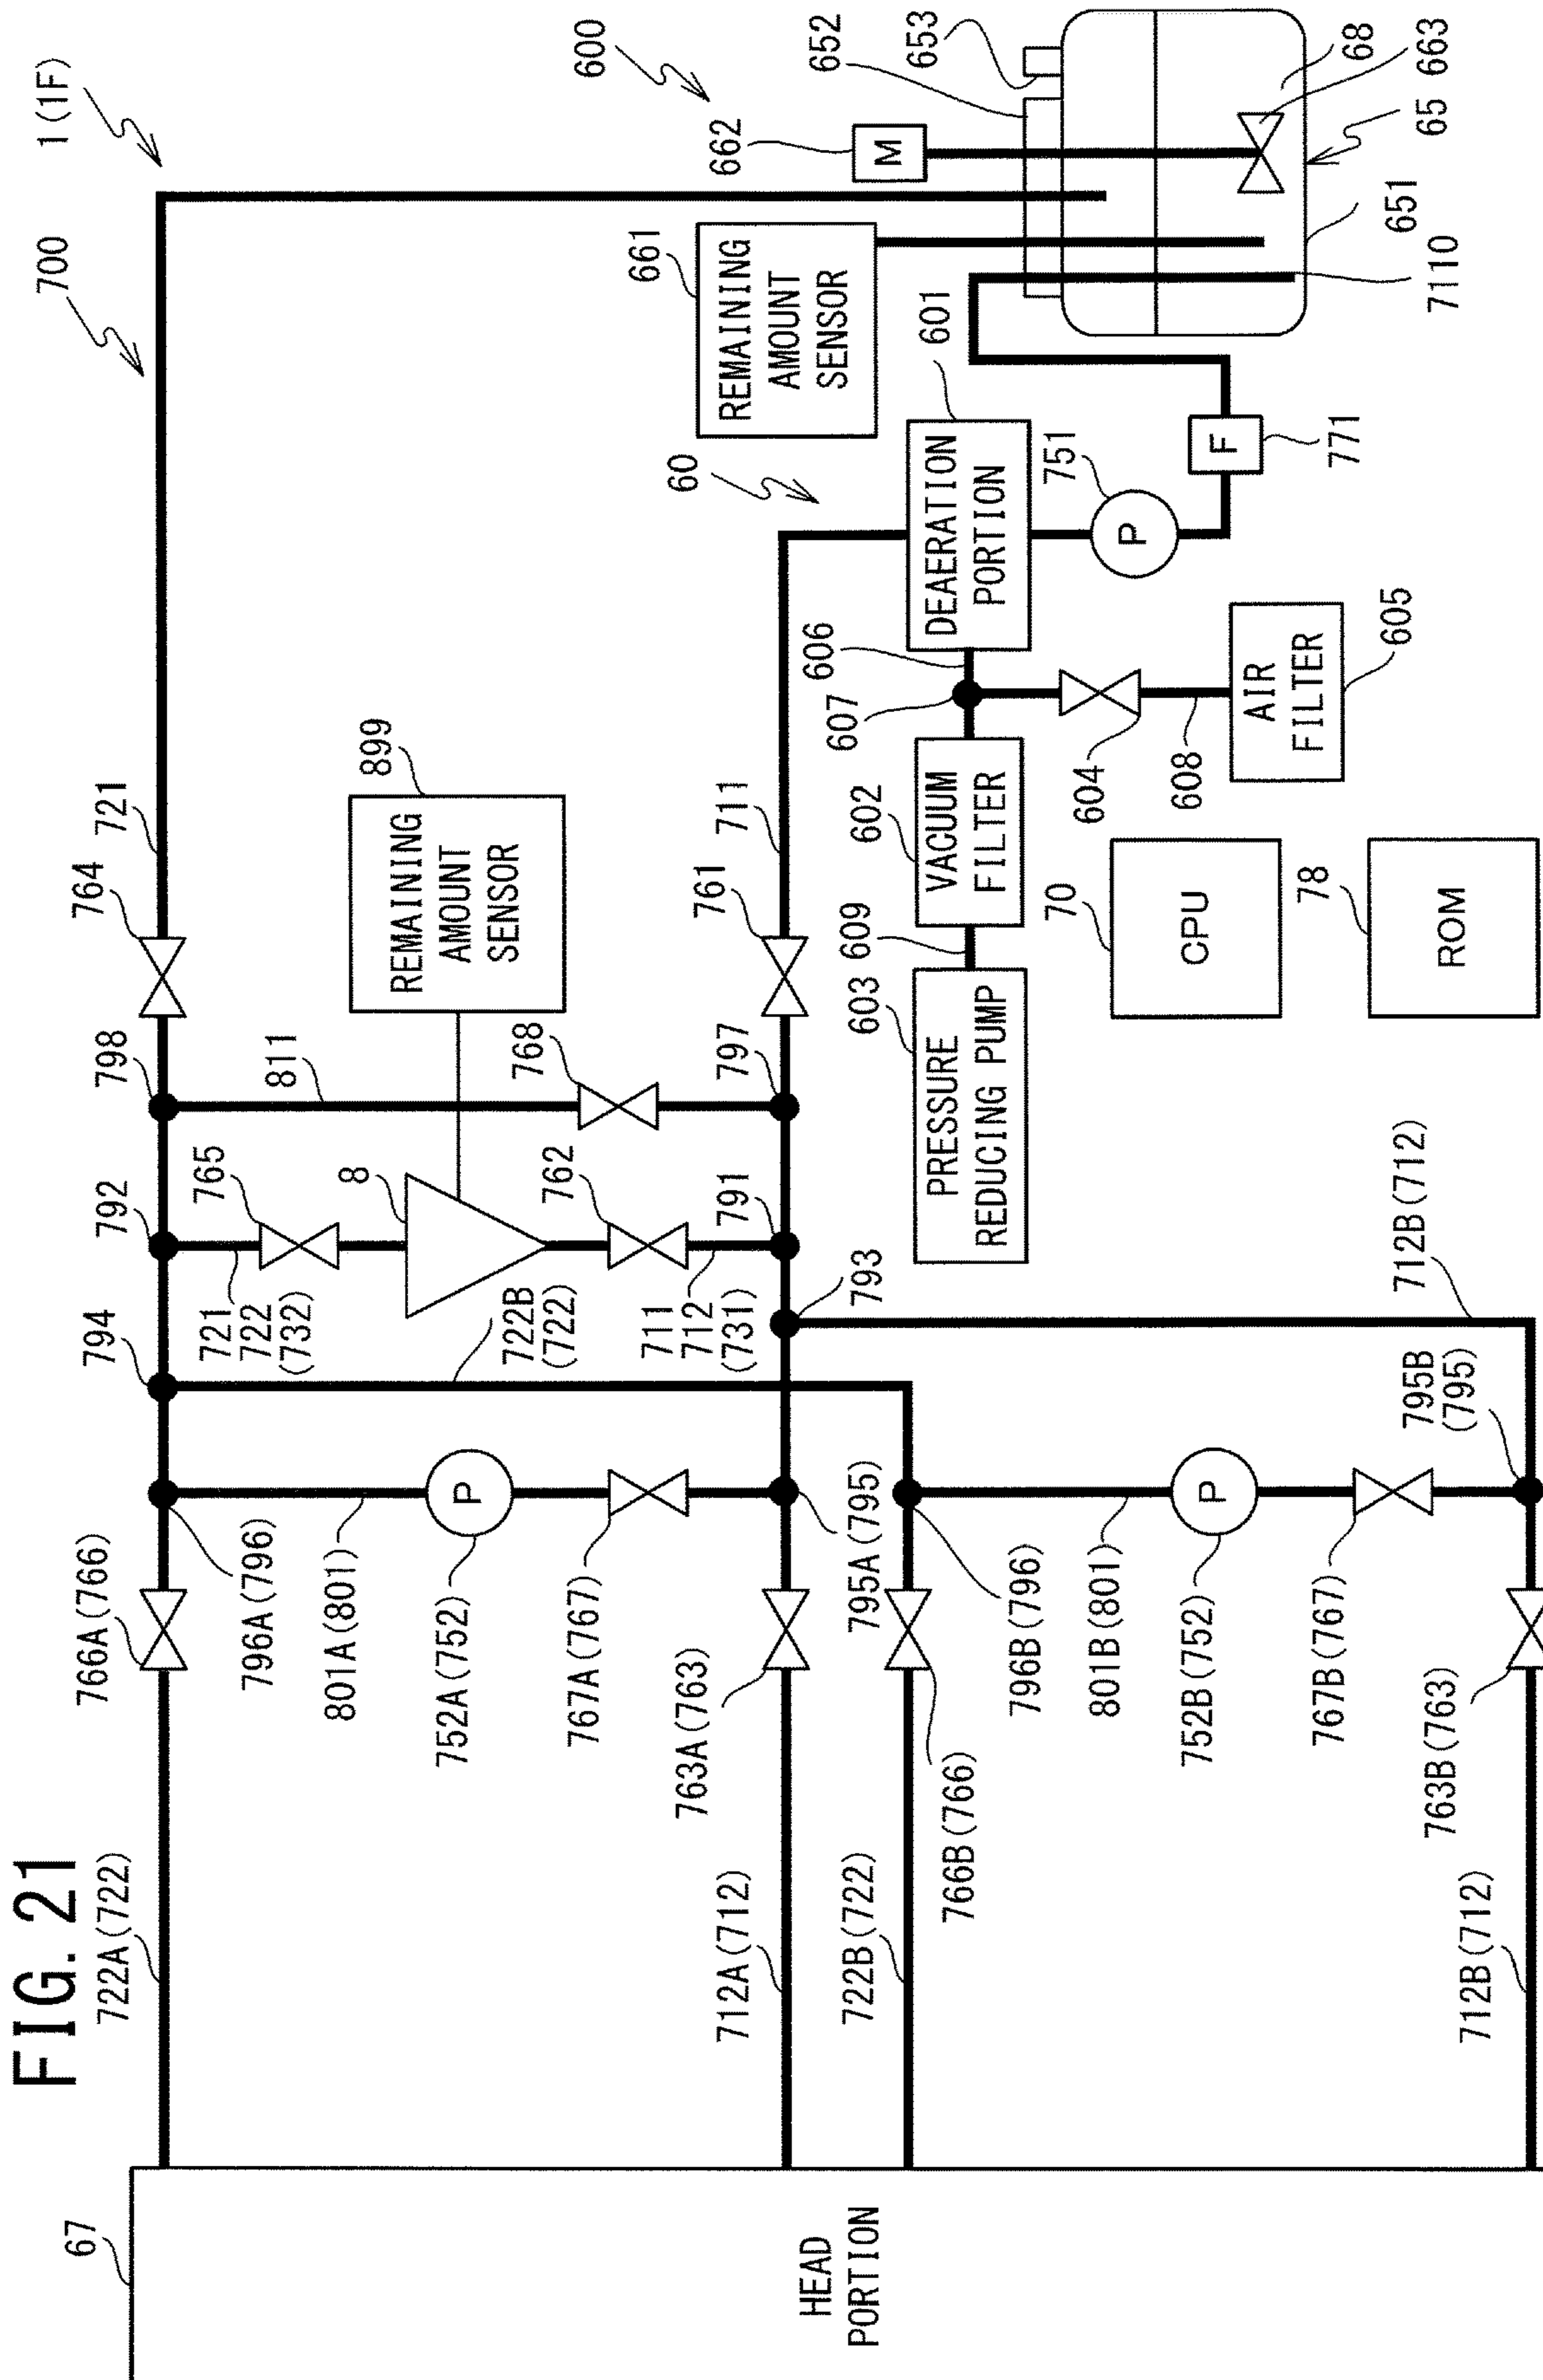 FIG. 21
1(1F)
700
600
67
HEAD
PORTION
722A(722)
766A(766)
796A(796)
801A(801)
752A(752)
767A(767)
763A(763)
712A(712)
795A(795)
722B(722)
766B(766)
796B(796)
801B(801)
752B(752)
767B(767)
763B(763)
712B(712)
795B
(795)
712B(712)
P
P
794
792
798
764
721
765
721
722
(732)
8
722B
(722)
762
711
712
(731)
791
793
811
768
797
761
711
899
REMAINING
AMOUNT
SENSOR
661
REMAINING
AMOUNT
SENSOR
662
M
652
653
68
663
65
651
7110
60
601
DEAERATION
PORTION
751
P
F
771
606
607
602
VACUUM
FILTER
609
603
PRESSURE
REDUCING PUMP
604
608
AIR
FILTER
605
70
CPU
78
ROM